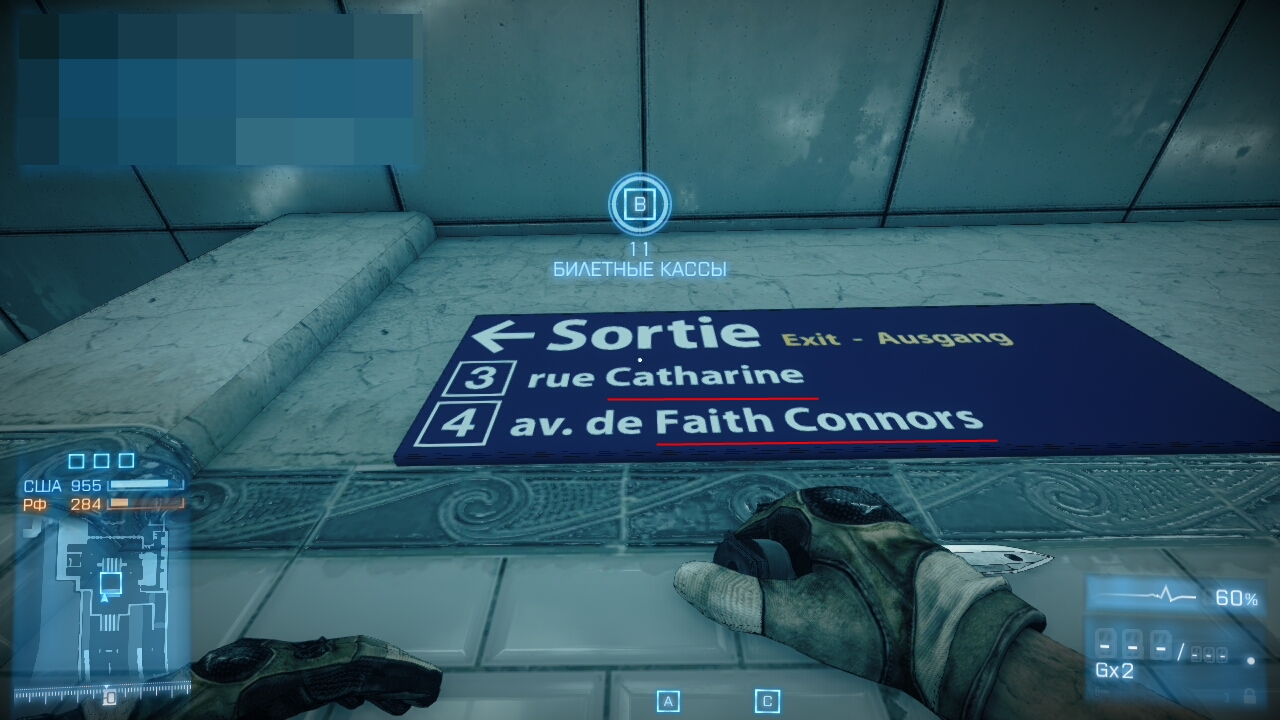 B
11
БИЛЕТНЫЕ КАССЫ
← Sortie Exit - Ausgang
3 rue Catharine
4 av. de Faith Connors
США 955
РФ 284
60%
---/---
Gx2
0
A C